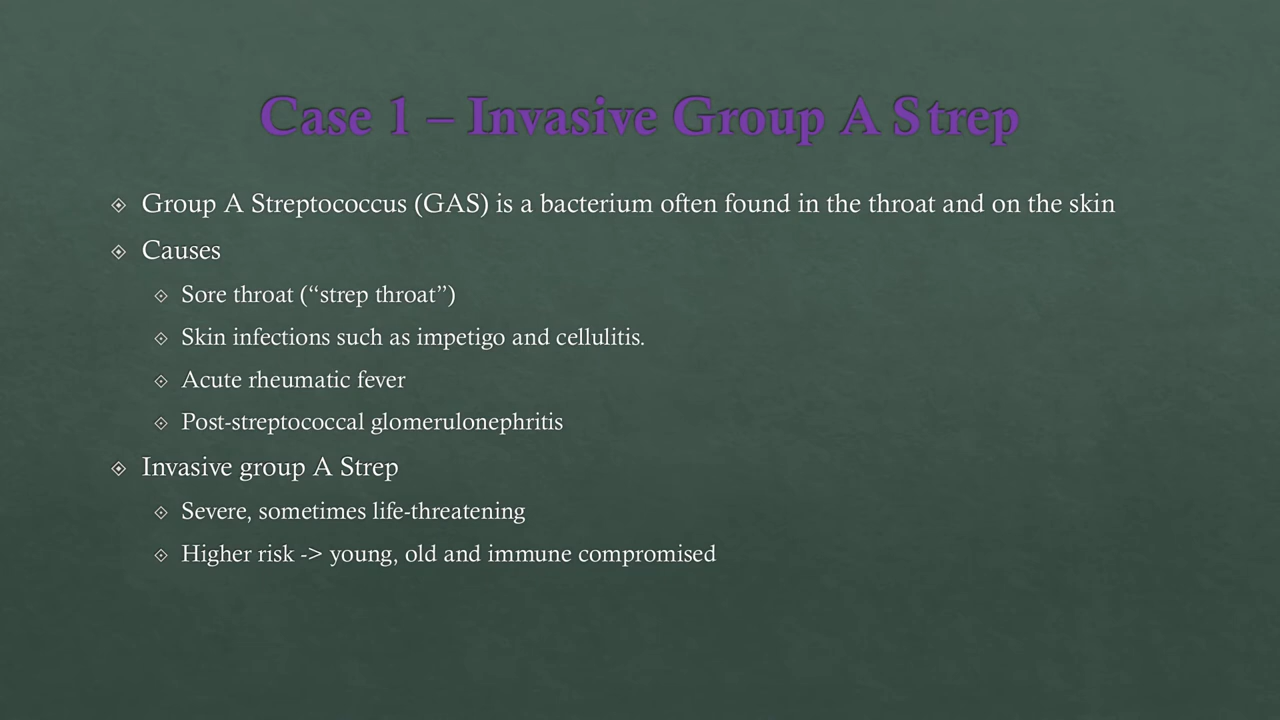 Case 1 – Invasive Group A Strep
Group A Streptococcus (GAS) is a bacterium often found in the throat and on the skin
Causes
Sore throat (“strep throat”)
Skin infections such as impetigo and cellulitis.
Acute rheumatic fever
Post-streptococcal glomerulonephritis
Invasive group A Strep
Severe, sometimes life-threatening
Higher risk -> young, old and immune compromised